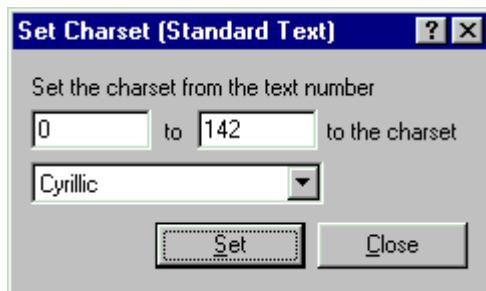 Set Charset (Standard Text)
Set the charset from the text number
0 to 142 to the charset
Cyrillic
Set Close